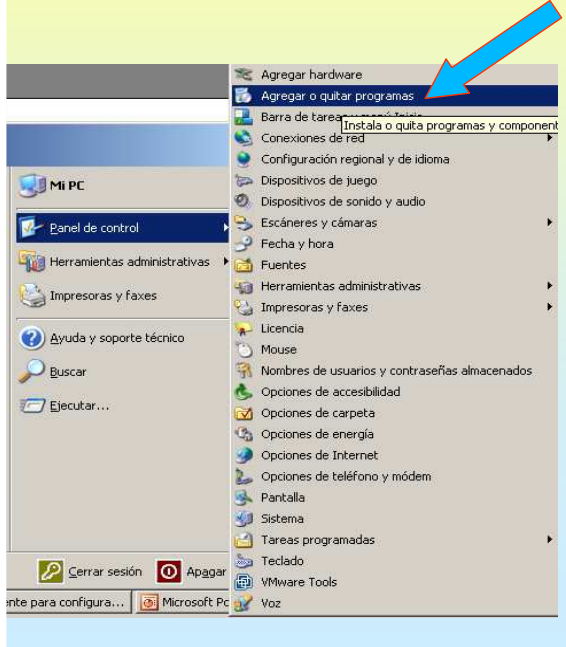 Mi PC
Panel de control
Herramientas administrativas
Impresoras y faxes
Ayuda y soporte técnico
Buscar
Ejecutar...
Cerrar sesión
Apagar
nte para configura...
Microsoft Po
Agregar hardware
Agregar o quitar programas
Barra de tareas
Instala o quita programas y component
Conexiones de red
Configuración regional y de idioma
Dispositivos de juego
Dispositivos de sonido y audio
Escáneres y cámaras
Fecha y hora
Fuentes
Herramientas administrativas
Impresoras y faxes
Licencia
Mouse
Nombres de usuarios y contraseñas almacenados
Opciones de accesibilidad
Opciones de carpeta
Opciones de energía
Opciones de Internet
Opciones de teléfono y módem
Pantalla
Sistema
Tareas programadas
Teclado
VMware Tools
Voz